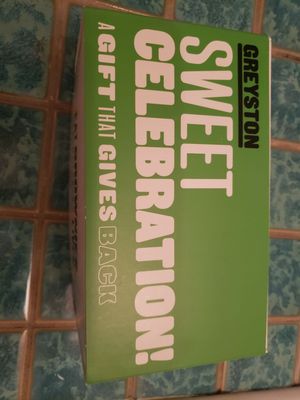 GREYSTON
SWEET
CELEBRATION!
A GIFT THAT GIVES BACK